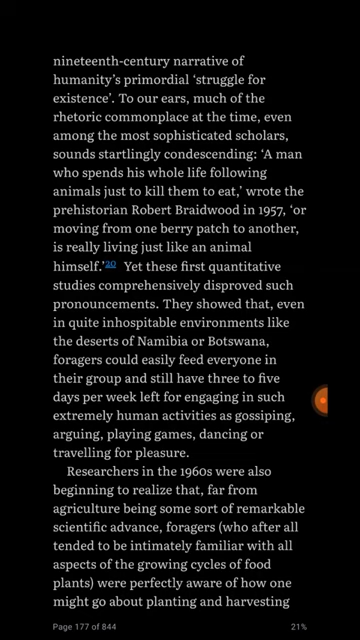 nineteenth-century narrative of
humanity’s primordial ‘struggle for
existence’. To our ears, much of the
rhetoric commonplace at the time, even
among the most sophisticated scholars,
sounds startlingly condescending: ‘A man
who spends his whole life following
animals just to kill them to eat,’ wrote the
prehistorian Robert Braidwood in 1957, ‘or
moving from one berry patch to another,
is really living just like an animal
himself.’20 Yet these first quantitative
studies comprehensively disproved such
pronouncements. They showed that, even
in quite inhospitable environments like
the deserts of Namibia or Botswana,
foragers could easily feed everyone in
their group and still have three to five
days per week left for engaging in such
extremely human activities as gossiping,
arguing, playing games, dancing or
travelling for pleasure.
Researchers in the 1960s were also
beginning to realize that, far from
agriculture being some sort of remarkable
scientific advance, foragers (who after all
tended to be intimately familiar with all
aspects of the growing cycles of food
plants) were perfectly aware of how one
might go about planting and harvesting
Page 177 of 844 21%